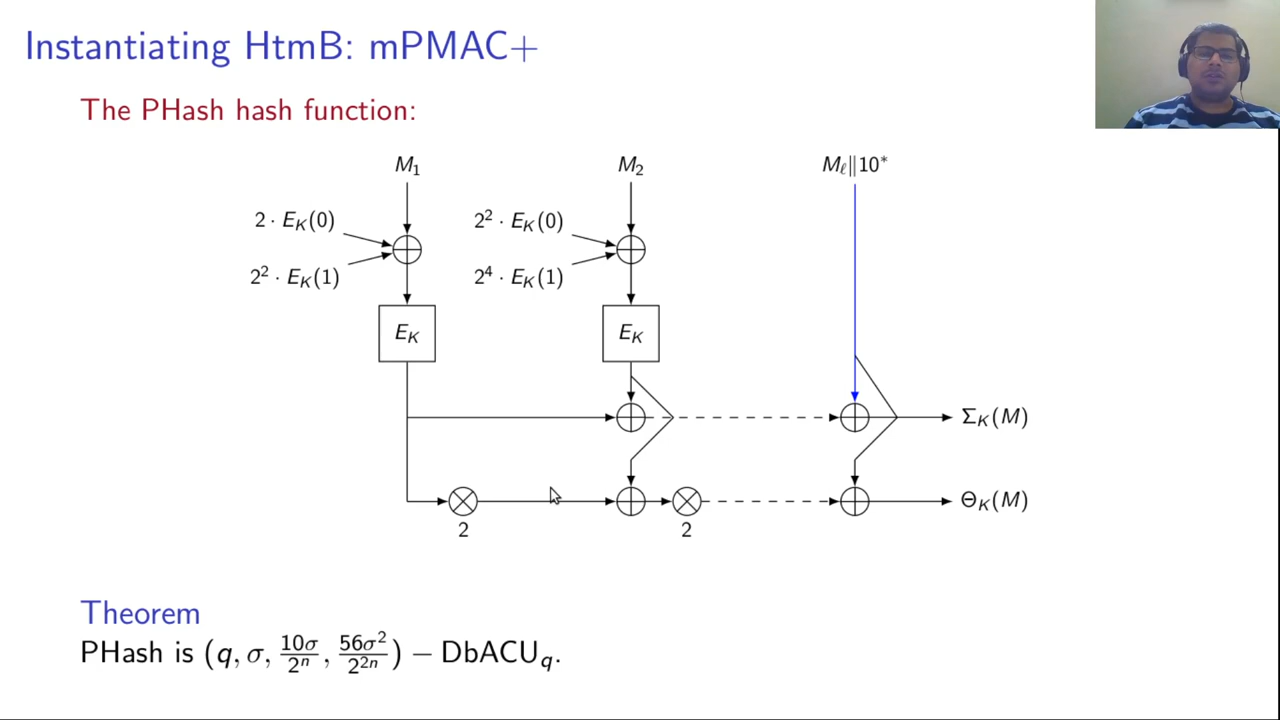 Instantiating HtmB: mPMAC+
The PHash hash function:
M₁ M₂ Mℓ‖10*
2 · E_K(0) 2² · E_K(0)
2² · E_K(1) 2⁴ · E_K(1)
E_K E_K
Σ_K(M)
Θ_K(M)
2 2
Theorem
PHash is (q, σ, 10σ/2ⁿ, 56σ²/2²ⁿ) − DbACU_q.